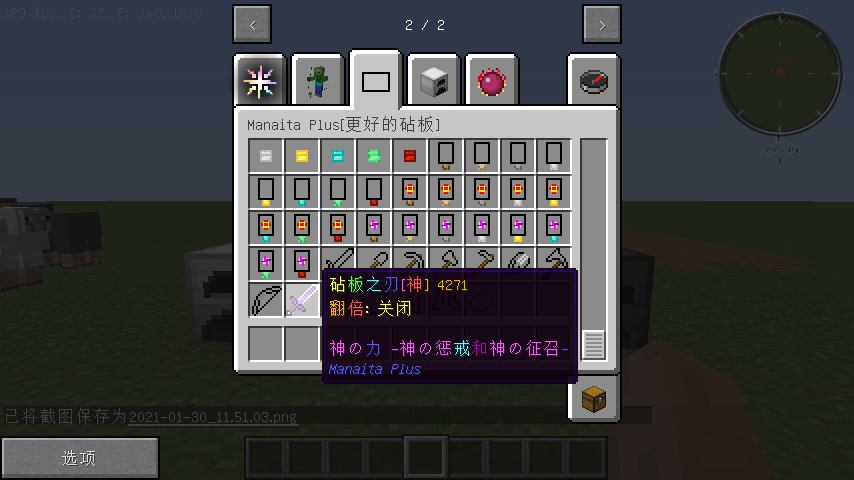 129 fps, C: 72, E: 3+0, U: 0
< 2 / 2 >
Manaita Plus[更好的砧板]
砧板之刃[神] 4271
翻倍: 关闭
神の力 -神の惩戒和神の征召-
Manaita Plus
已将截图保存为2021-01-30_11.51.03.png
选项